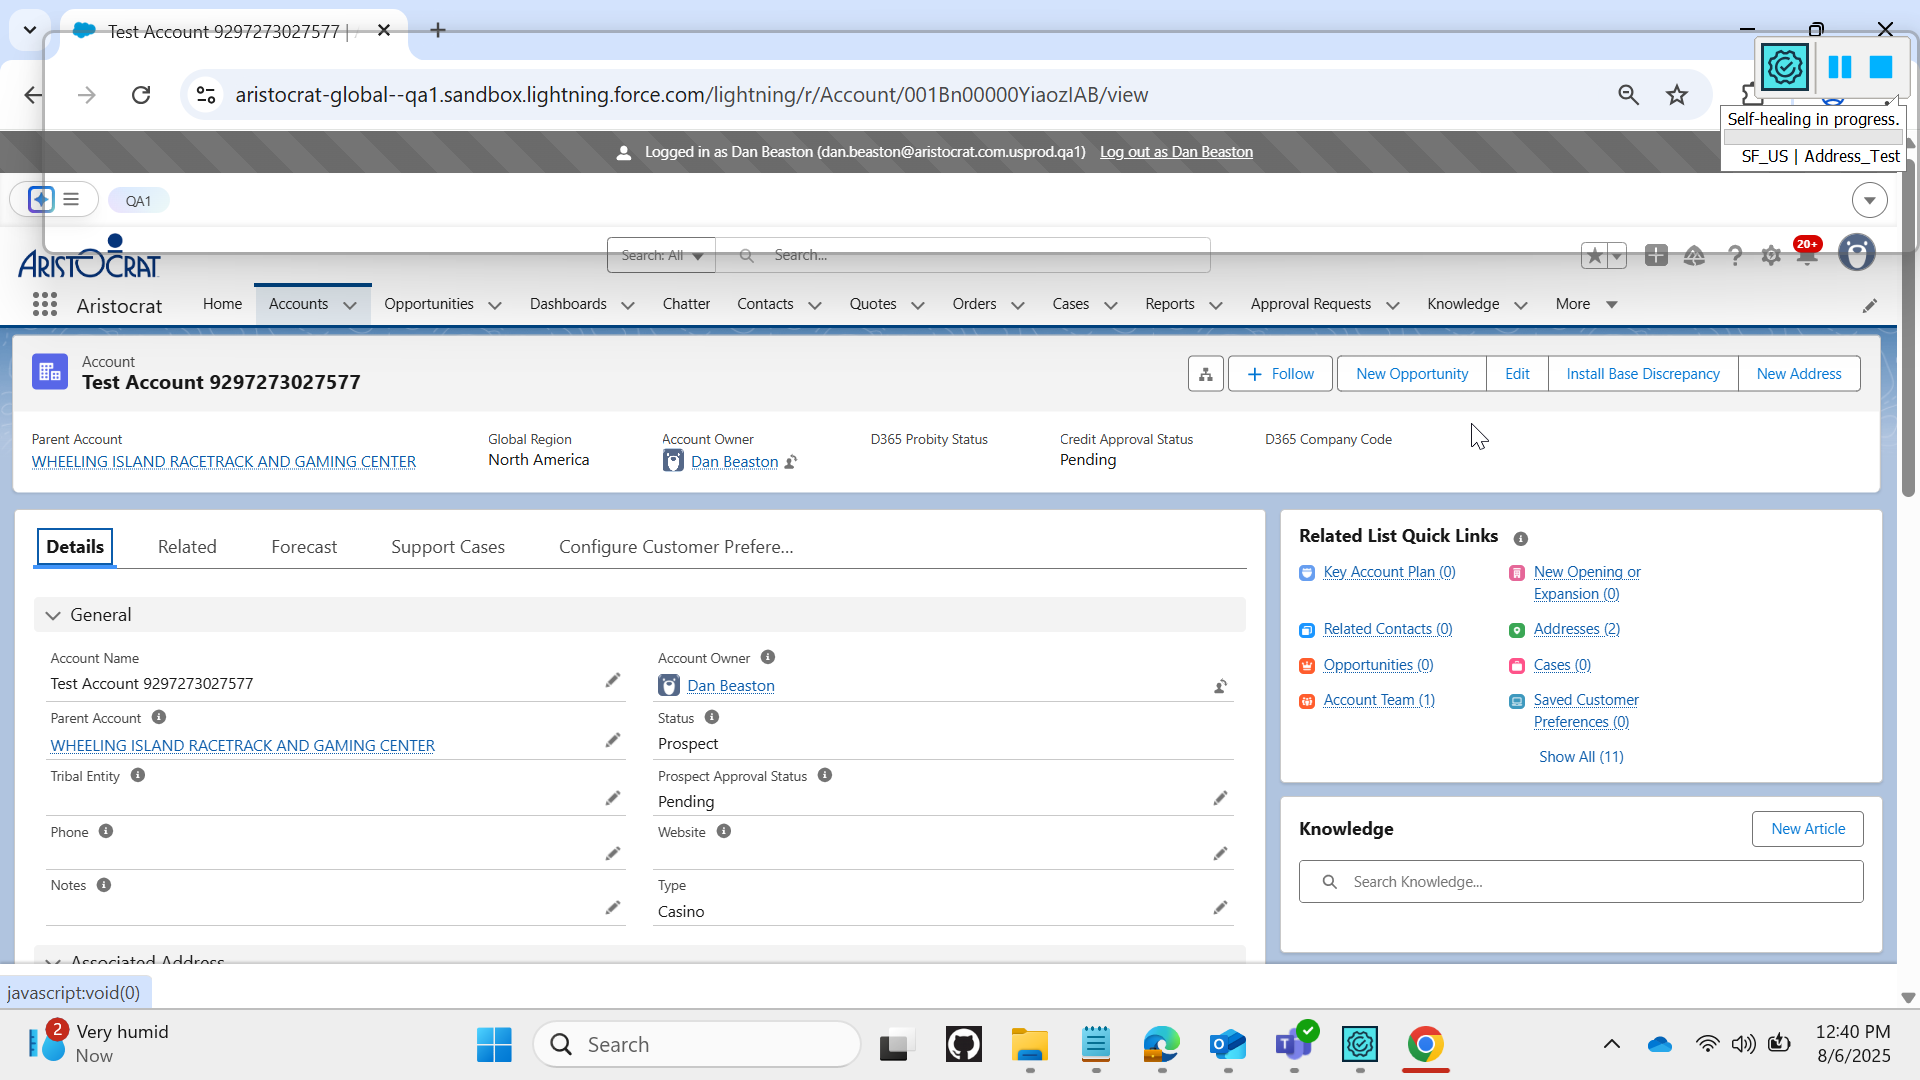 Test Account 9297273027577 |
aristocrat-global--qa1.sandbox.lightning.force.com/lightning/r/Account/001Bn00000YiaozIAB/view
Self-healing in progress.
SF_US | Address_Test
Logged in as Dan Beaston (dan.beaston@aristocrat.com.usprod.qa1) Log out as Dan Beaston
QA1
ARISTOCRAT
Search: All
Search...
20+
Aristocrat
Home
Accounts
Opportunities
Dashboards
Chatter
Contacts
Quotes
Orders
Cases
Reports
Approval Requests
Knowledge
More
Account
Test Account 9297273027577
Follow
New Opportunity
Edit
Install Base Discrepancy
New Address
Parent Account
WHEELING ISLAND RACETRACK AND GAMING CENTER
Global Region
North America
Account Owner
Dan Beaston
D365 Probity Status
Credit Approval Status
Pending
D365 Company Code
Details
Related
Forecast
Support Cases
Configure Customer Prefere...
General
Account Name
Test Account 9297273027577
Account Owner
Dan Beaston
Parent Account
WHEELING ISLAND RACETRACK AND GAMING CENTER
Status
Prospect
Tribal Entity
Prospect Approval Status
Pending
Phone
Website
Notes
Type
Casino
Associated Address
Related List Quick Links
Key Account Plan (0)
New Opening or
Expansion (0)
Related Contacts (0)
Addresses (2)
Opportunities (0)
Cases (0)
Account Team (1)
Saved Customer
Preferences (0)
Show All (11)
Knowledge
New Article
Search Knowledge...
javascript:void(0)
2
Very humid
Now
Search
12:40 PM
8/6/2025